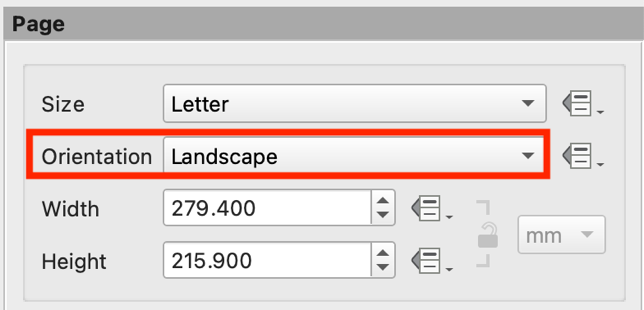 Page
Size Letter
Orientation Landscape
Width 279.400
mm
Height 215.900